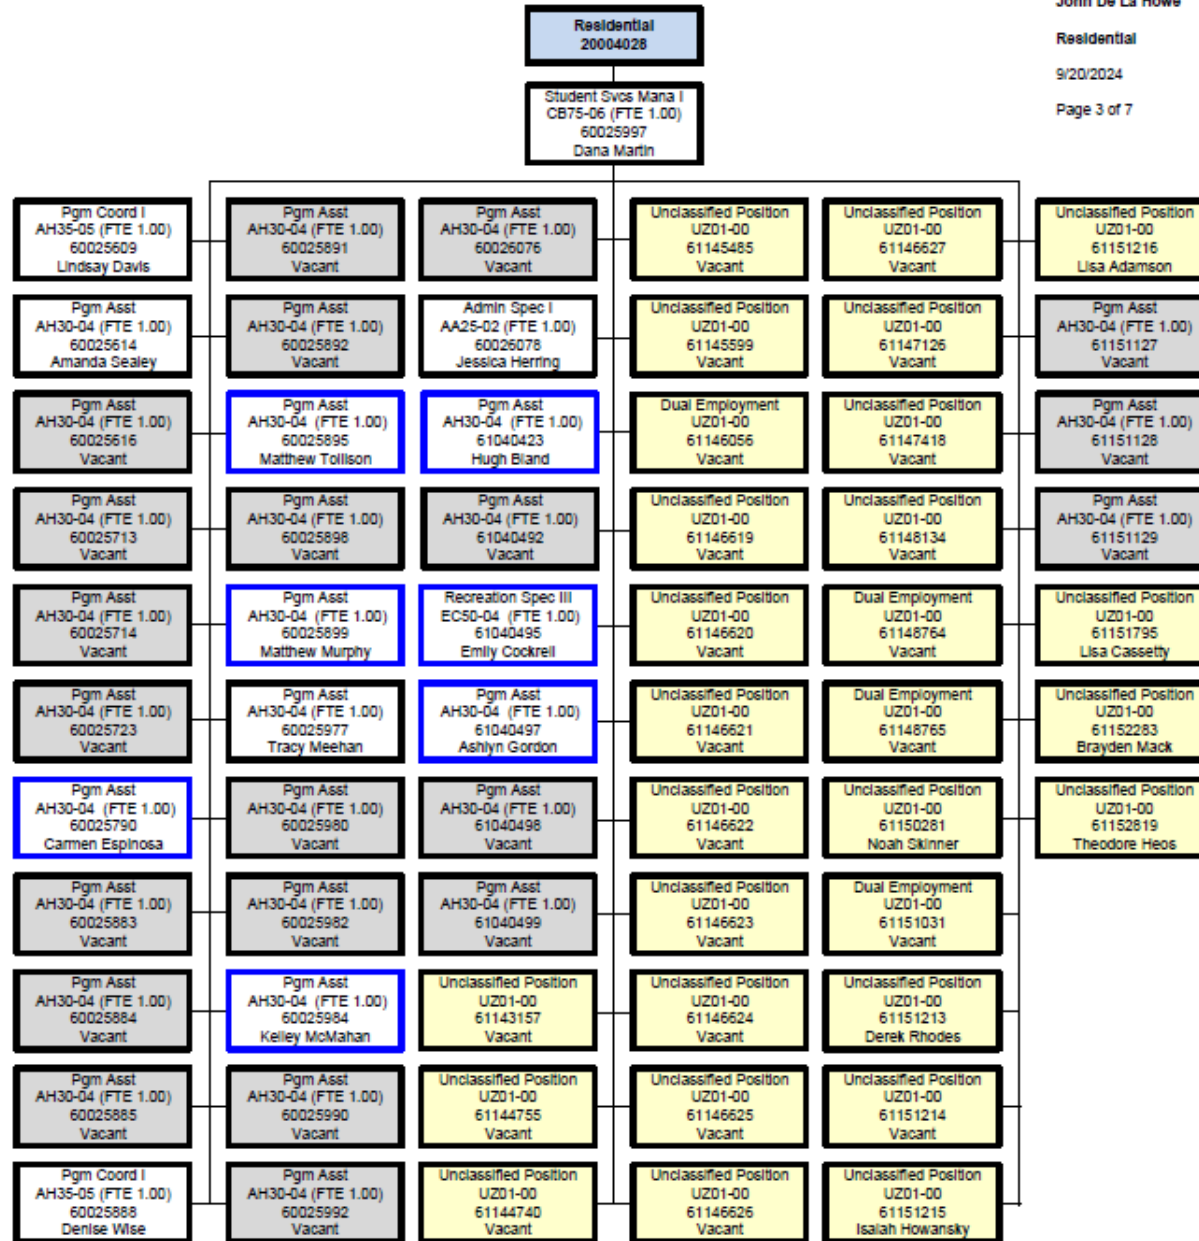 John De La Howe
Residential
9/20/2024
Page 3 of 7
Residential
20004028
Student Svcs Mana I
CB75-06 (FTE 1.00)
60025997
Dana Martin
Pgm Coord I
AH35-05 (FTE 1.00)
60025609
Lindsay Davis
Pgm Asst
AH30-04 (FTE 1.00)
60025614
Amanda Sealey
Pgm Asst
AH30-04 (FTE 1.00)
60025616
Vacant
Pgm Asst
AH30-04 (FTE 1.00)
60025713
Vacant
Pgm Asst
AH30-04 (FTE 1.00)
60025714
Vacant
Pgm Asst
AH30-04 (FTE 1.00)
60025723
Vacant
Pgm Asst
AH30-04 (FTE 1.00)
60025790
Carmen Espinosa
Pgm Asst
AH30-04 (FTE 1.00)
60025883
Vacant
Pgm Asst
AH30-04 (FTE 1.00)
60025884
Vacant
Pgm Asst
AH30-04 (FTE 1.00)
60025885
Vacant
Pgm Coord I
AH35-05 (FTE 1.00)
60025888
Denise Wise
Pgm Asst
AH30-04 (FTE 1.00)
60025891
Vacant
Pgm Asst
AH30-04 (FTE 1.00)
60025892
Vacant
Pgm Asst
AH30-04 (FTE 1.00)
60025895
Matthew Tollison
Pgm Asst
AH30-04 (FTE 1.00)
60025898
Vacant
Pgm Asst
AH30-04 (FTE 1.00)
60025899
Matthew Murphy
Pgm Asst
AH30-04 (FTE 1.00)
60025977
Tracy Meehan
Pgm Asst
AH30-04 (FTE 1.00)
60025980
Vacant
Pgm Asst
AH30-04 (FTE 1.00)
60025982
Vacant
Pgm Asst
AH30-04 (FTE 1.00)
60025984
Kelley McMahan
Pgm Asst
AH30-04 (FTE 1.00)
60025990
Vacant
Pgm Asst
AH30-04 (FTE 1.00)
60025992
Vacant
Pgm Asst
AH30-04 (FTE 1.00)
60026076
Vacant
Admin Spec I
AA25-02 (FTE 1.00)
60026078
Jessica Herring
Pgm Asst
AH30-04 (FTE 1.00)
61040423
Hugh Bland
Pgm Asst
AH30-04 (FTE 1.00)
61040492
Vacant
Recreation Spec III
EC50-04 (FTE 1.00)
61040495
Emily Cockrell
Pgm Asst
AH30-04 (FTE 1.00)
61040497
Ashlyn Gordon
Pgm Asst
AH30-04 (FTE 1.00)
61040498
Vacant
Pgm Asst
AH30-04 (FTE 1.00)
61040499
Vacant
Unclassified Position
UZ01-00
61143157
Vacant
Unclassified Position
UZ01-00
61144755
Vacant
Unclassified Position
UZ01-00
61144740
Vacant
Unclassified Position
UZ01-00
61145485
Vacant
Unclassified Position
UZ01-00
61145599
Vacant
Dual Employment
UZ01-00
61146056
Vacant
Unclassified Position
UZ01-00
61146619
Vacant
Unclassified Position
UZ01-00
61146620
Vacant
Unclassified Position
UZ01-00
61146621
Vacant
Unclassified Position
UZ01-00
61146622
Vacant
Unclassified Position
UZ01-00
61146623
Vacant
Unclassified Position
UZ01-00
61146624
Vacant
Unclassified Position
UZ01-00
61146625
Vacant
Unclassified Position
UZ01-00
61146626
Vacant
Unclassified Position
UZ01-00
61146627
Vacant
Unclassified Position
UZ01-00
61147126
Vacant
Unclassified Position
UZ01-00
61147418
Vacant
Unclassified Position
UZ01-00
61148134
Vacant
Dual Employment
UZ01-00
61148764
Vacant
Dual Employment
UZ01-00
61148765
Vacant
Unclassified Position
UZ01-00
61150281
Noah Skinner
Dual Employment
UZ01-00
61151031
Vacant
Unclassified Position
UZ01-00
61151213
Derek Rhodes
Unclassified Position
UZ01-00
61151214
Vacant
Unclassified Position
UZ01-00
61151215
Isaiah Howansky
Unclassified Position
UZ01-00
61151216
Lisa Adamson
Pgm Asst
AH30-04 (FTE 1.00)
61151127
Vacant
Pgm Asst
AH30-04 (FTE 1.00)
61151128
Vacant
Pgm Asst
AH30-04 (FTE 1.00)
61151129
Vacant
Unclassified Position
UZ01-00
61151795
Lisa Cassetty
Unclassified Position
UZ01-00
61152283
Brayden Mack
Unclassified Position
UZ01-00
61152819
Theodore Heos